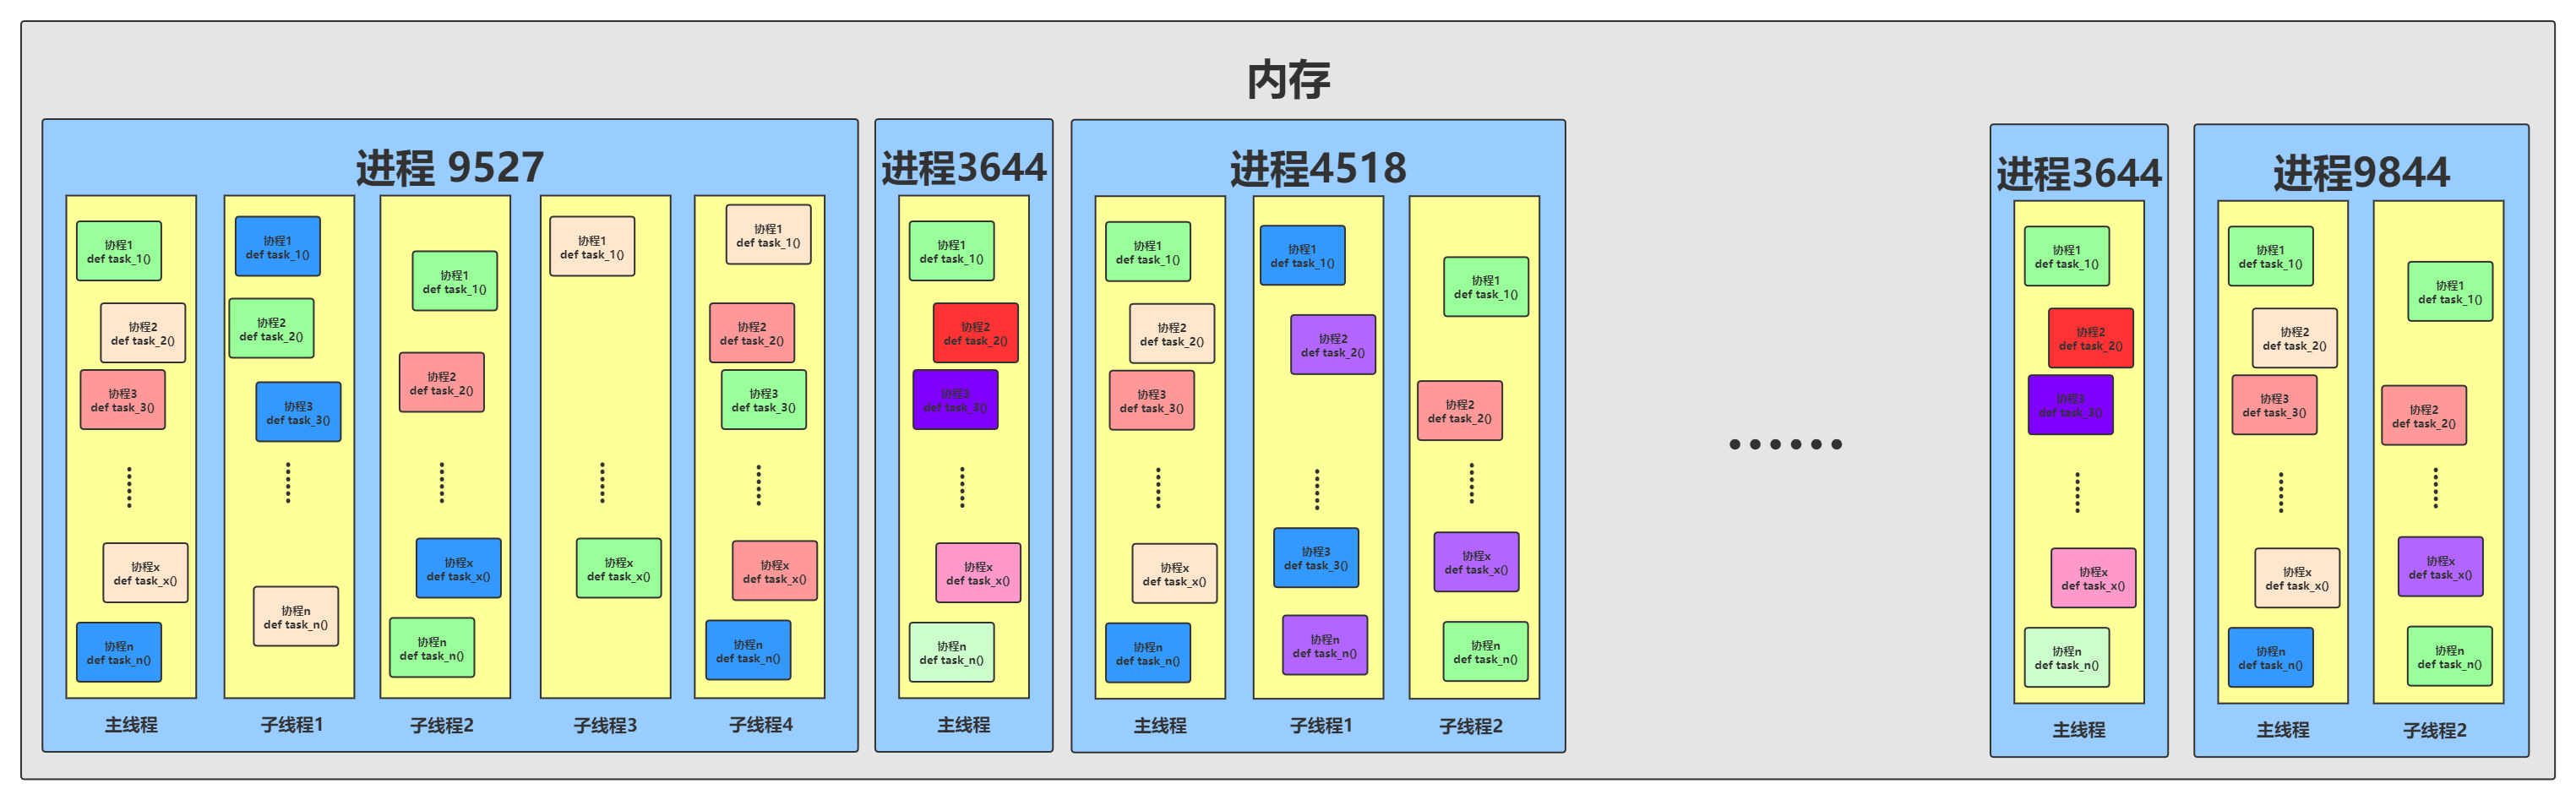 内存
进程 9527
协程1
def task_1()
协程2
def task_2()
协程3
def task_3()
协程x
def task_x()
协程n
def task_n()
主线程
协程1
def task_1()
协程2
def task_2()
协程3
def task_3()
协程n
def task_n()
子线程1
协程1
def task_1()
协程2
def task_2()
协程x
def task_x()
协程n
def task_n()
子线程2
协程1
def task_1()
协程x
def task_x()
子线程3
协程1
def task_1()
协程2
def task_2()
协程3
def task_3()
协程x
def task_x()
协程n
def task_n()
子线程4
进程3644
协程1
def task_1()
协程2
def task_2()
协程3
def task_3()
协程x
def task_x()
协程n
def task_n()
主线程
进程4518
协程1
def task_1()
协程2
def task_2()
协程3
def task_3()
协程x
def task_x()
协程n
def task_n()
主线程
协程1
def task_1()
协程2
def task_2()
协程3
def task_3()
协程n
def task_n()
子线程1
协程1
def task_1()
协程2
def task_2()
协程x
def task_x()
协程n
def task_n()
子线程2
......
进程3644
协程1
def task_1()
协程2
def task_2()
协程3
def task_3()
协程x
def task_x()
协程n
def task_n()
主线程
进程9844
协程1
def task_1()
协程2
def task_2()
协程3
def task_3()
协程x
def task_x()
协程n
def task_n()
主线程
协程1
def task_1()
协程2
def task_2()
协程x
def task_x()
协程n
def task_n()
子线程2